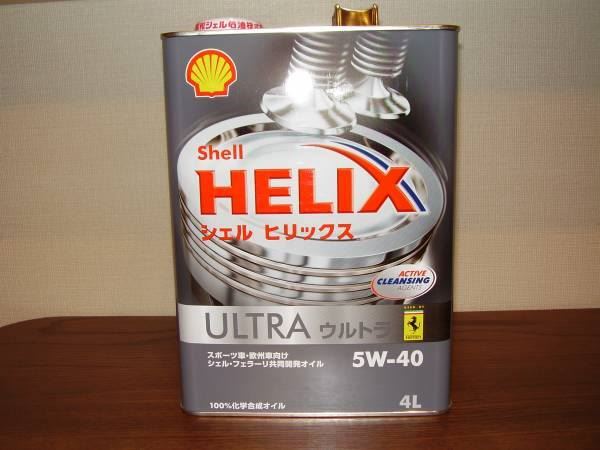 Shell
HELIX
シェル ヒリックス
ACTIVE
CLEANSING
AGENTS
ULTRA ウルトラ
スポーツ車・欧州車向け
シェル・フェラーリ共同開発オイル
5W-40
100%化学合成オイル
4L